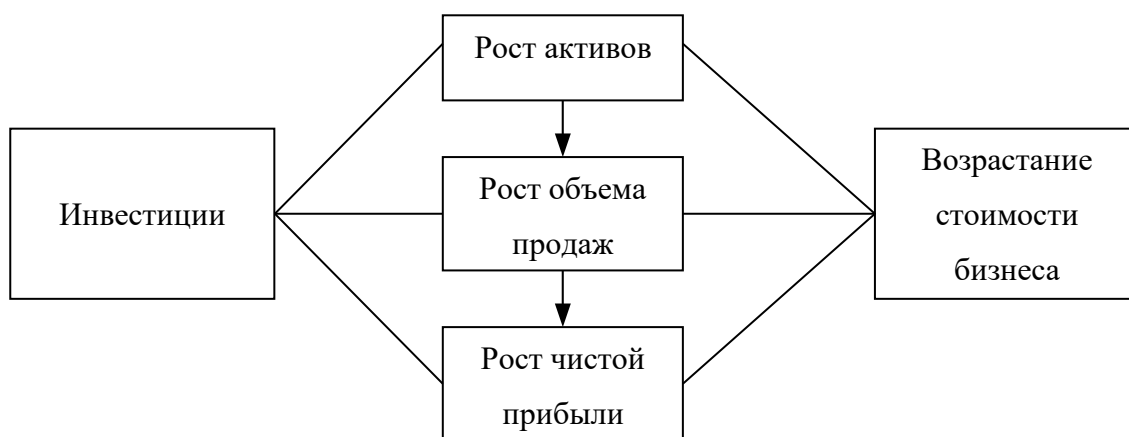 Рост активов
Инвестиции
Рост объема
продаж
Возрастание
стоимости
бизнеса
Рост чистой
прибыли